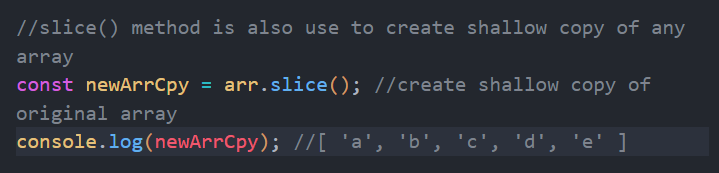 //slice() method is also use to create shallow copy of any
array
const newArrCpy = arr.slice(); //create shallow copy of
original array
console.log(newArrCpy); //[ 'a', 'b', 'c', 'd', 'e' ]